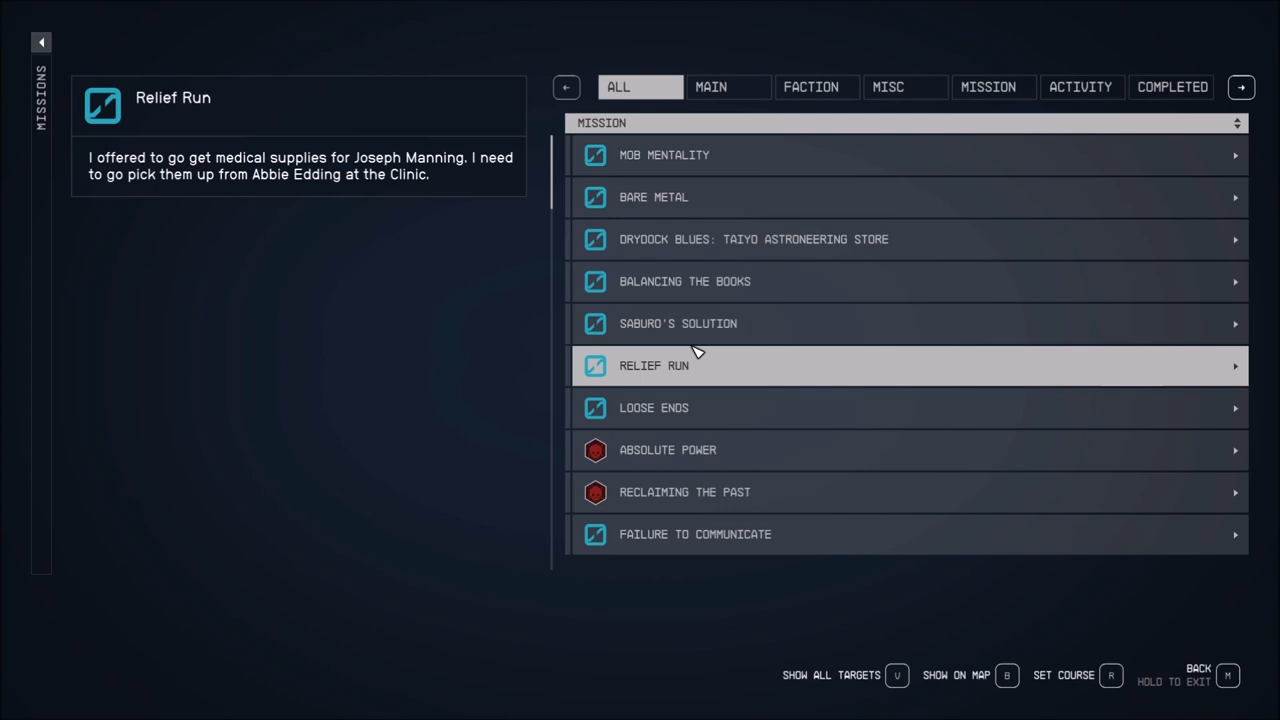 MISSIONS
Relief Run
I offered to go get medical supplies for Joseph Manning. I need
to go pick them up from Abbie Edding at the Clinic.
ALL MAIN FACTION MISC MISSION ACTIVITY COMPLETED
MISSION
MOB MENTALITY
BARE METAL
DRYDOCK BLUES: TAIYO ASTRONEERING STORE
BALANCING THE BOOKS
SABURO'S SOLUTION
RELIEF RUN
LOOSE ENDS
ABSOLUTE POWER
RECLAIMING THE PAST
FAILURE TO COMMUNICATE
SHOW ALL TARGETS V SHOW ON MAP B SET COURSE R BACK M
HOLD TO EXIT